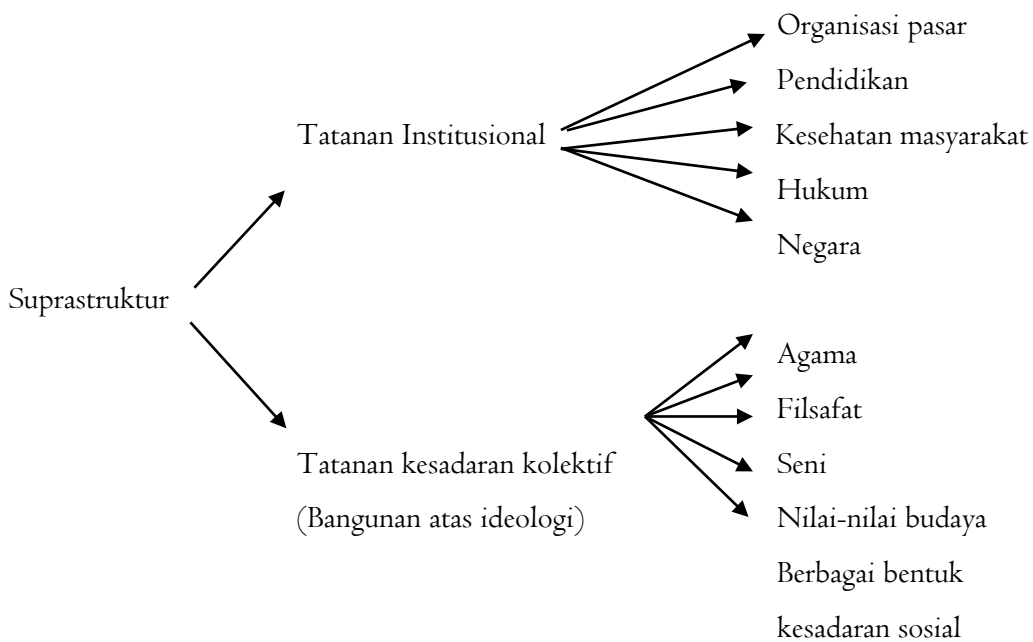 Organisasi pasar
Pendidikan
Tatanan Institusional
Kesehatan masyarakat
Hukum
Negara
Suprastruktur
Agama
Filsafat
Tatanan kesadaran kolektif
Seni
(Bangunan atas ideologi)
Nilai-nilai budaya
Berbagai bentuk
kesadaran sosial